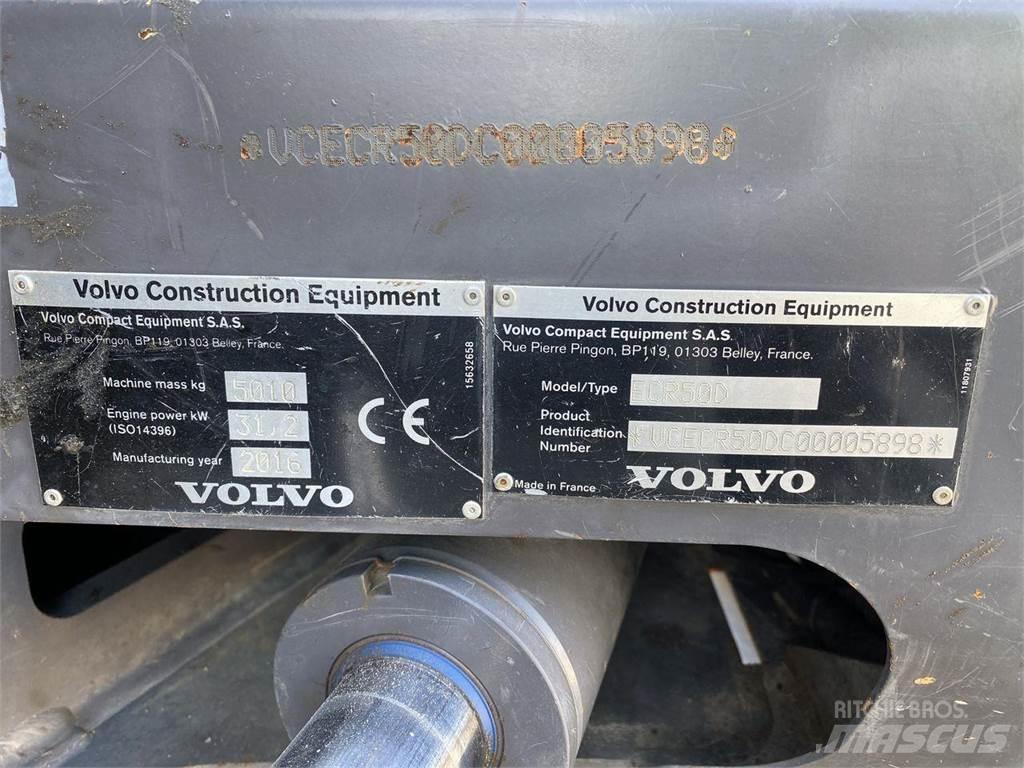 *VCECR50DC00005898*
Volvo Construction Equipment
Volvo Compact Equipment S.A.S.
Rue Pierre Pingon, BP119, 01303 Belley, France.
Machine mass kg 5010
Engine power kW 31,2
(ISO14396)
Manufacturing year 2016
CE
VOLVO
15632658
Volvo Construction Equipment
Volvo Compact Equipment S.A.S.
Rue Pierre Pingon, BP119, 01303 Belley, France.
Model/Type ECR50D
Product
Identification *VCECR50DC00005898*
Number
VOLVO
Made in France
11807931
RITCHIE BROS.
MASCUS